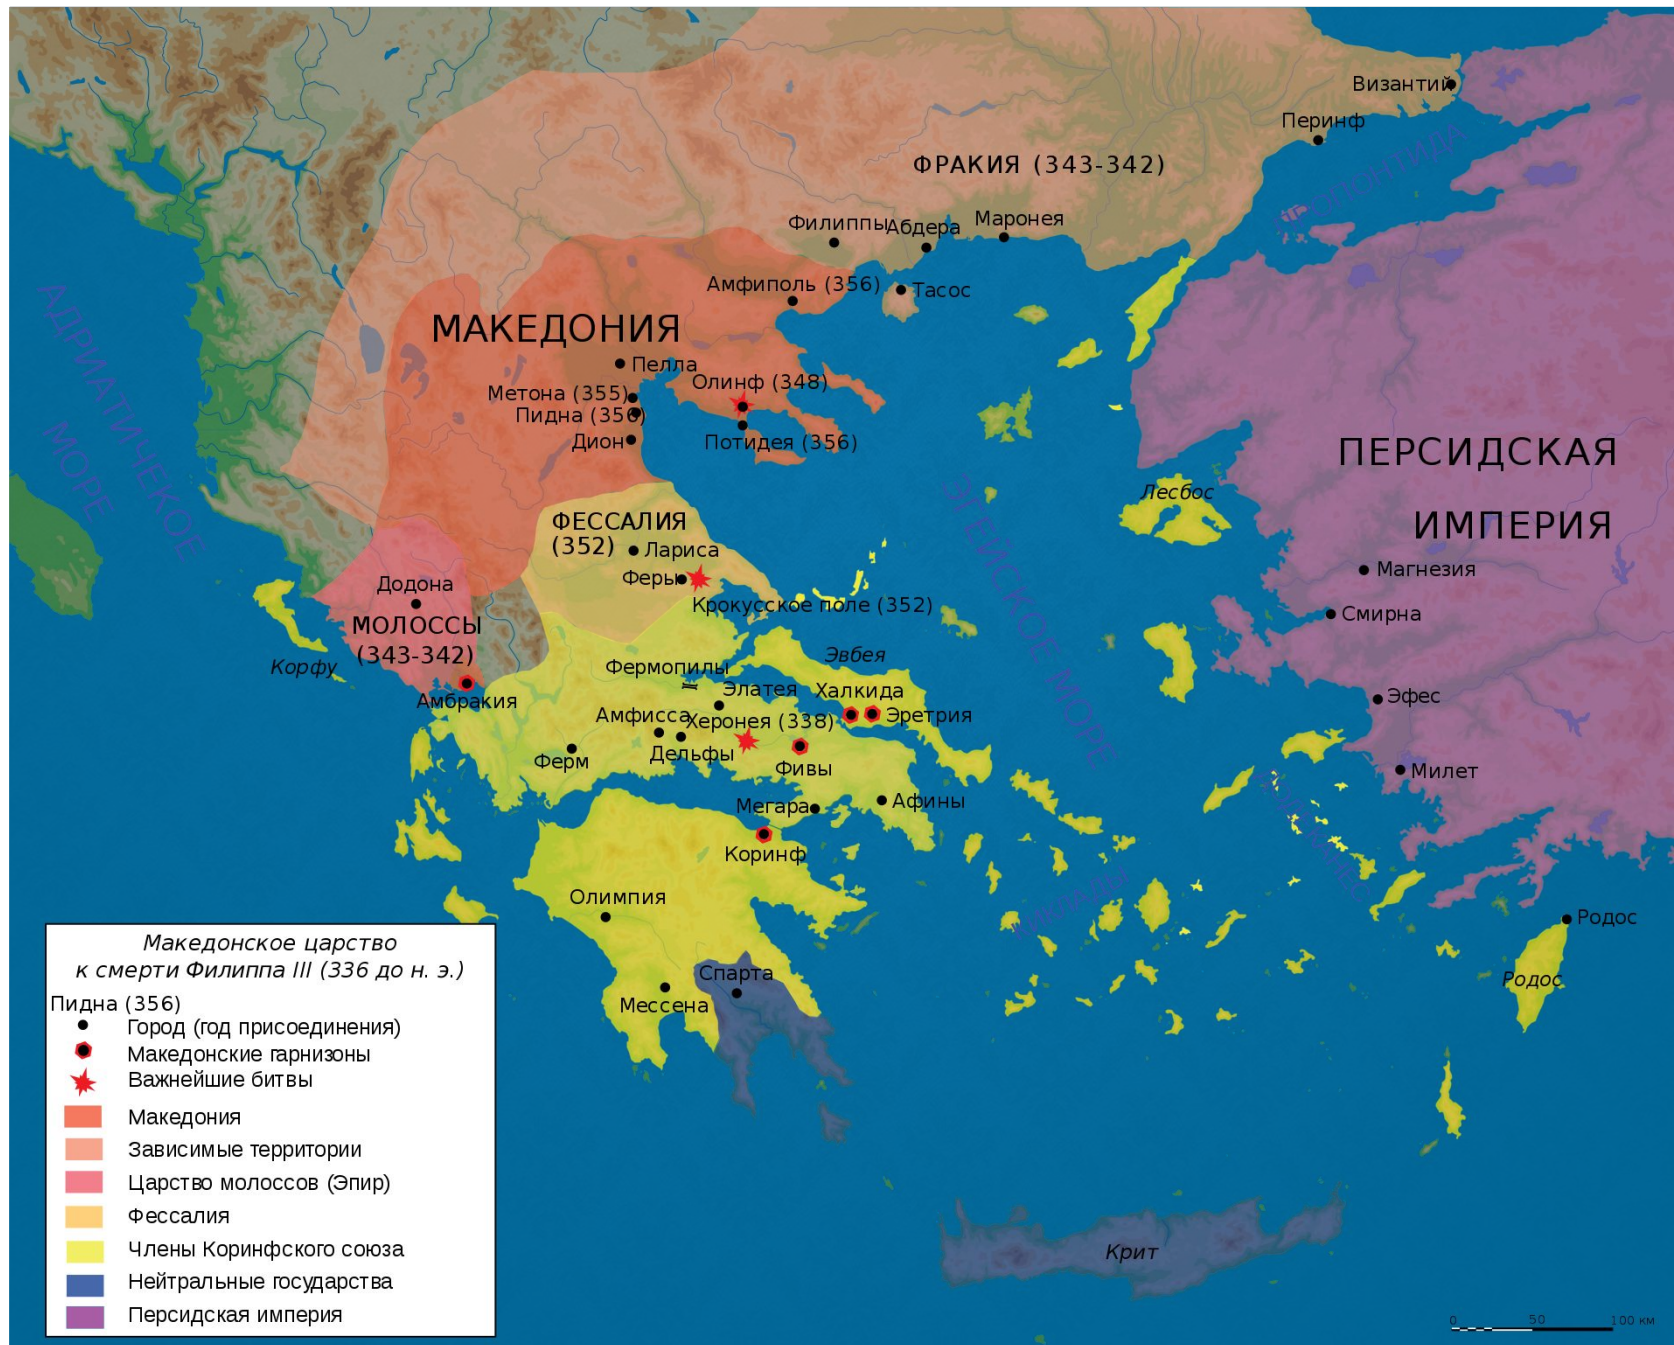 Византий
Перинф
ПРОПОНТИДА
ФРАКИЯ (343-342)
Филиппы
Абдера
Маронея
Амфиполь (356)
Тасос
АДРИАТИЧЕКОЕ
МОРЕ
МАКЕДОНИЯ
Пелла
Метона (355)
Олинф (348)
Пидна (356)
Дион
Потидея (356)
ПЕРСИДСКАЯ
ИМПЕРИЯ
Лесбос
ЭГЕЙСКОЕ МОРЕ
ФЕССАЛИЯ
(352)
Лариса
Феры
Крокусское поле (352)
Магнезия
Смирна
Додона
МОЛОССЫ
(343-342)
Корфу
Амбракия
Эвбея
Фермопилы
Элатея
Халкида
Эретрия
Эфес
Амфисса
Херонея (338)
Дельфы
Ферм
Фивы
Милет
Мегара
Афины
Коринф
КИКЛАДЫ
Олимпия
Родос
Родос
Спарта
Мессена
Крит
Македонское царство
к смерти Филиппа III (336 до н. э.)
Пидна (356)
Город (год присоединения)
Македонские гарнизоны
Важнейшие битвы
Македония
Зависимые территории
Царство молоссов (Эпир)
Фессалия
Члены Коринфского союза
Нейтральные государства
Персидская империя
0 50 100 км